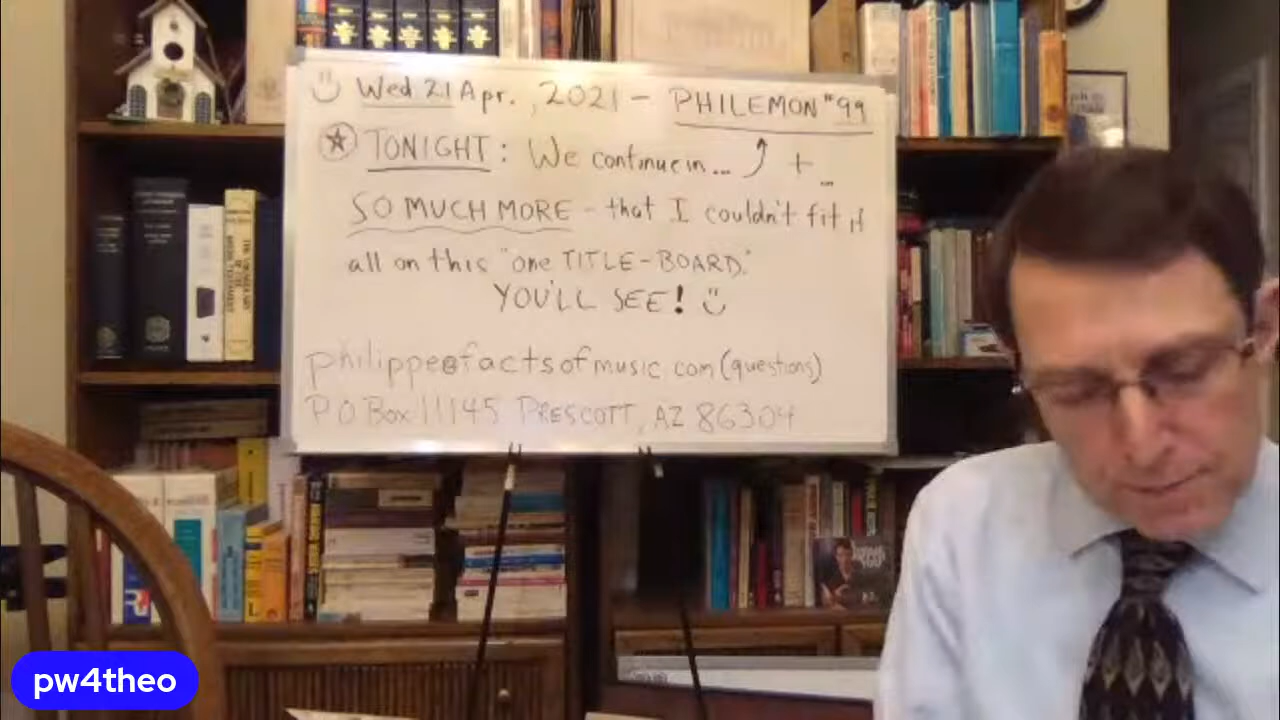 Wed 21 Apr., 2021 - PHILEMON #99
TONIGHT: We continue in... + ...
SO MUCH MORE - that I couldn't fit it
all on this "one TITLE-BOARD."
YOU'LL SEE!
philippe@factsofmusic.com (questions)
P O Box 11145 PRESCOTT, AZ 86304
pw4theo